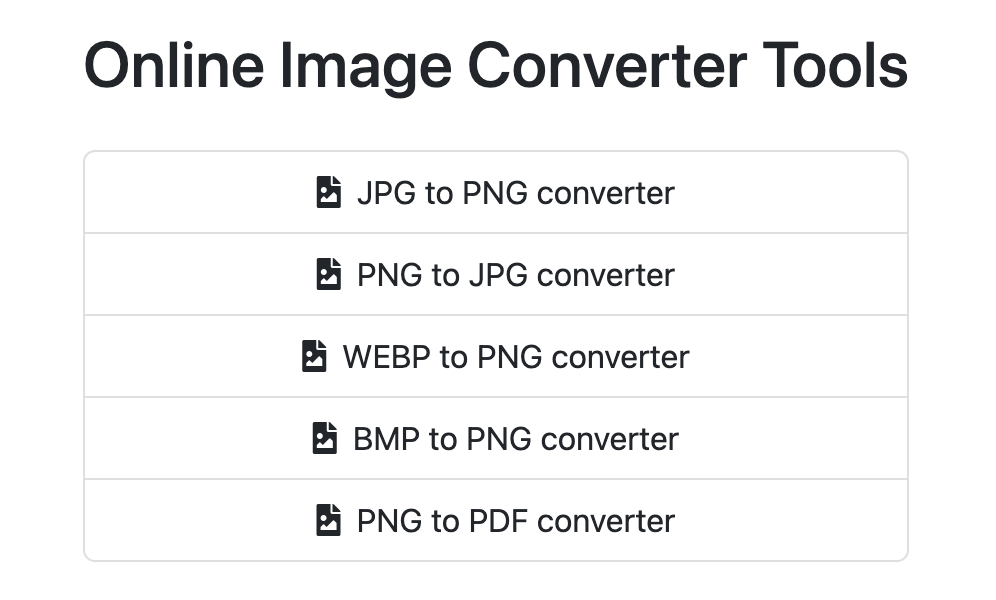 Online Image Converter Tools
JPG to PNG converter
PNG to JPG converter
WEBP to PNG converter
BMP to PNG converter
PNG to PDF converter